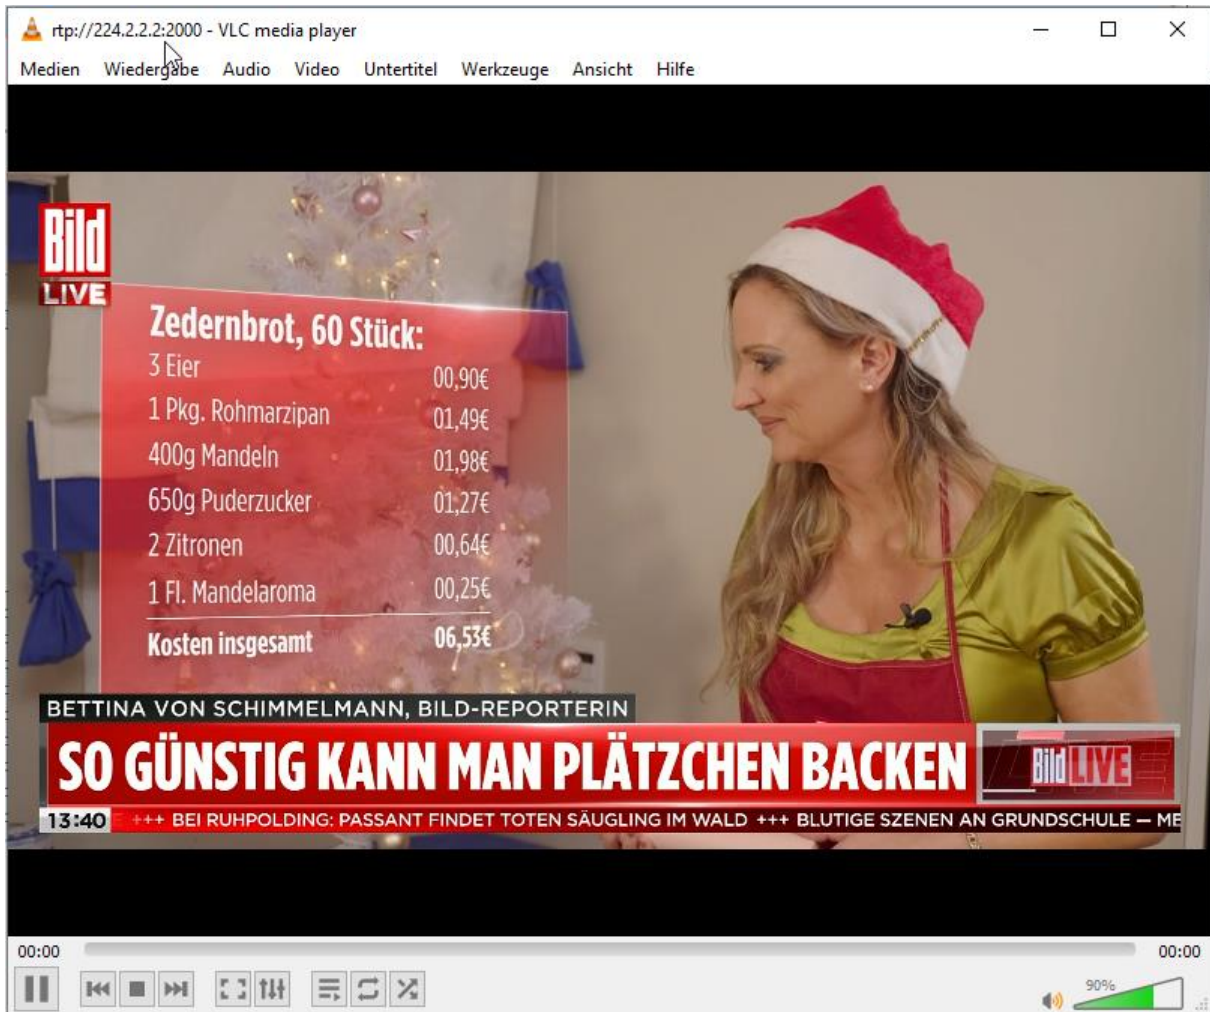 rtp://224.2.2.2:2000 - VLC media player
Medien Wiedergabe Audio Video Untertitel Werkzeuge Ansicht Hilfe
Bild
LIVE
Zedernbrot, 60 Stück:
3 Eier 00,90€
1 Pkg. Rohmarzipan 01,49€
400g Mandeln 01,98€
650g Puderzucker 01,27€
2 Zitronen 00,64€
1 Fl. Mandelaroma 00,25€
Kosten insgesamt 06,53€
BETTINA VON SCHIMMELMANN, BILD-REPORTERIN
SO GÜNSTIG KANN MAN PLÄTZCHEN BACKEN
Bild LIVE
13:40 E +++ BEI RUHPOLDING: PASSANT FINDET TOTEN SÄUGLING IM WALD +++ BLUTIGE SZENEN AN GRUNDSCHULE — ME
00:00 00:00
90%